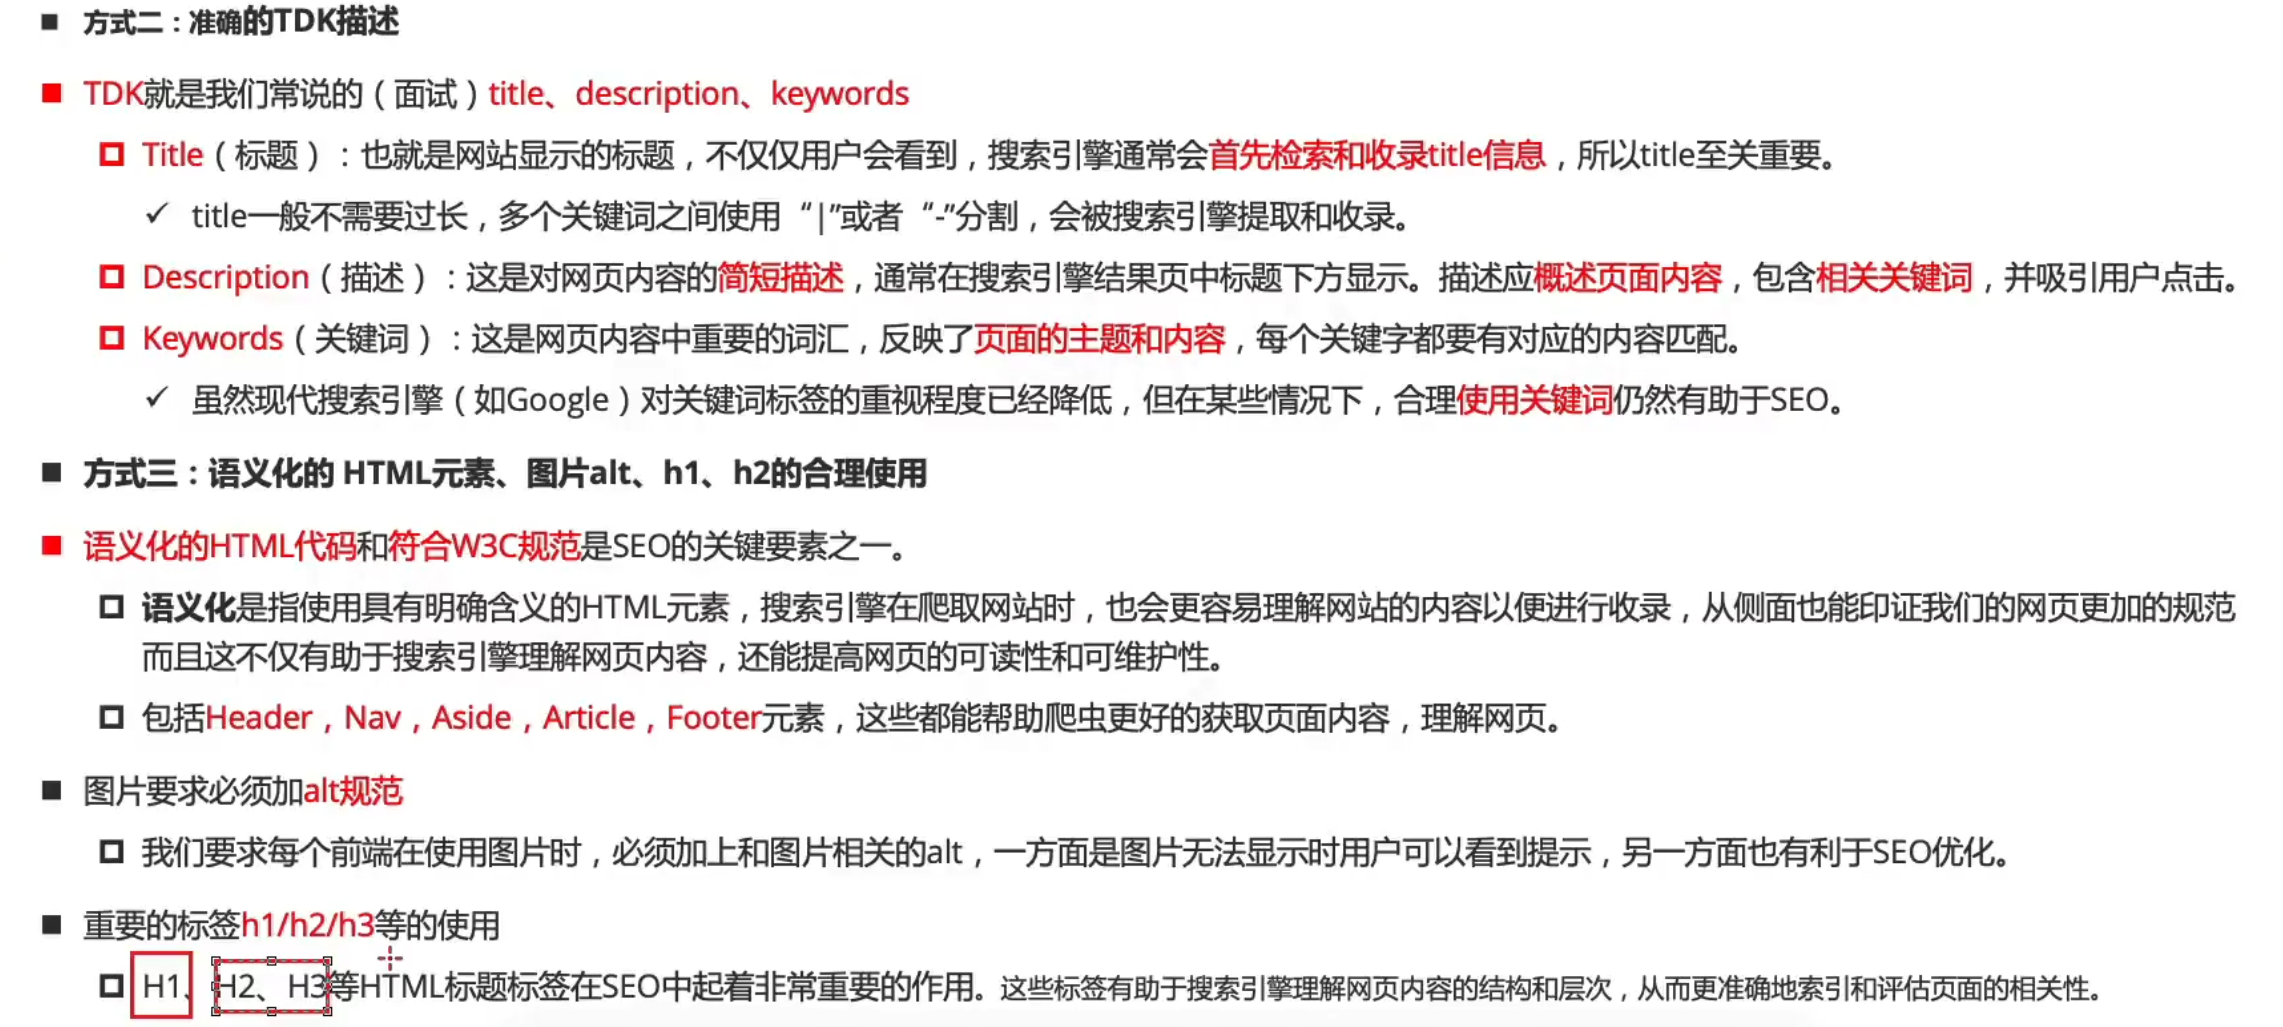 方式二：准确的TDK描述
TDK就是我们常说的（面试）title、description、keywords
Title（标题）：也就是网站显示的标题，不仅仅用户会看到，搜索引擎通常会首先检索和收录title信息，所以title至关重要。
title一般不需要过长，多个关键词之间使用“|”或者“-”分割，会被搜索引擎提取和收录。
Description（描述）：这是对网页内容的简短描述，通常在搜索引擎结果页中标题下方显示。描述应概述页面内容，包含相关关键词，并吸引用户点击。
Keywords（关键词）：这是网页内容中重要的词汇，反映了页面的主题和内容，每个关键字都要有对应的内容匹配。
虽然现代搜索引擎（如Google）对关键词标签的重视程度已经降低，但在某些情况下，合理使用关键词仍然有助于SEO。
方式三：语义化的 HTML元素、图片alt、h1、h2的合理使用
语义化的HTML代码和符合W3C规范是SEO的关键要素之一。
语义化是指使用具有明确含义的HTML元素，搜索引擎在爬取网站时，也会更容易理解网站的内容以便进行收录，从侧面也能印证我们的网页更加的规范
而且这不仅有助于搜索引擎理解网页内容，还能提高网页的可读性和可维护性。
包括Header，Nav，Aside，Article，Footer元素，这些都能帮助爬虫更好的获取页面内容，理解网页。
图片要求必须加alt规范
我们要求每个前端在使用图片时，必须加上和图片相关的alt，一方面是图片无法显示时用户可以看到提示，另一方面也有利于SEO优化。
重要的标签h1/h2/h3等的使用
H1、H2、H3等HTML标题标签在SEO中起着非常重要的作用。这些标签有助于搜索引擎理解网页内容的结构和层次，从而更准确地索引和评估页面的相关性。